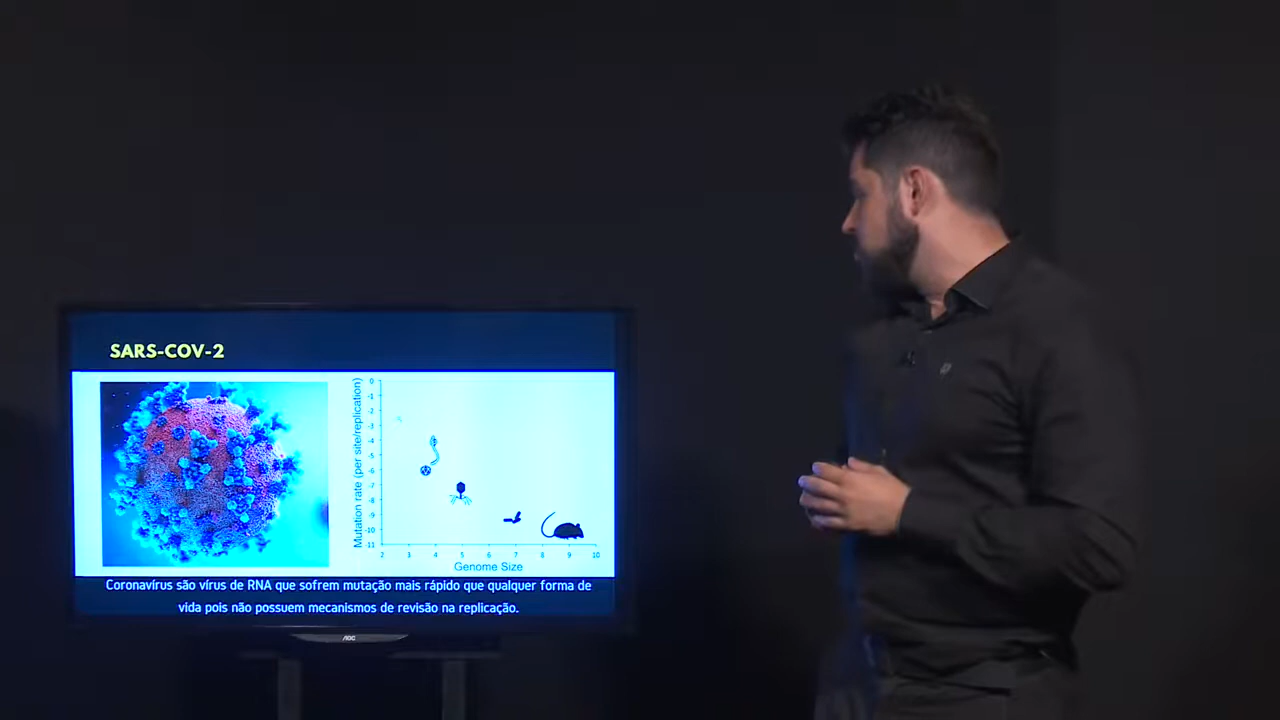 SARS-COV-2
Mutation rate (per site/replication)
0
-1
-2
-3
-4
-5
-6
-7
-8
-9
-10
-11
2 3 4 5 6 7 8 9 10
Genome Size
Coronavírus são vírus de RNA que sofrem mutação mais rápido que qualquer forma de
vida pois não possuem mecanismos de revisão na replicação.
AOC